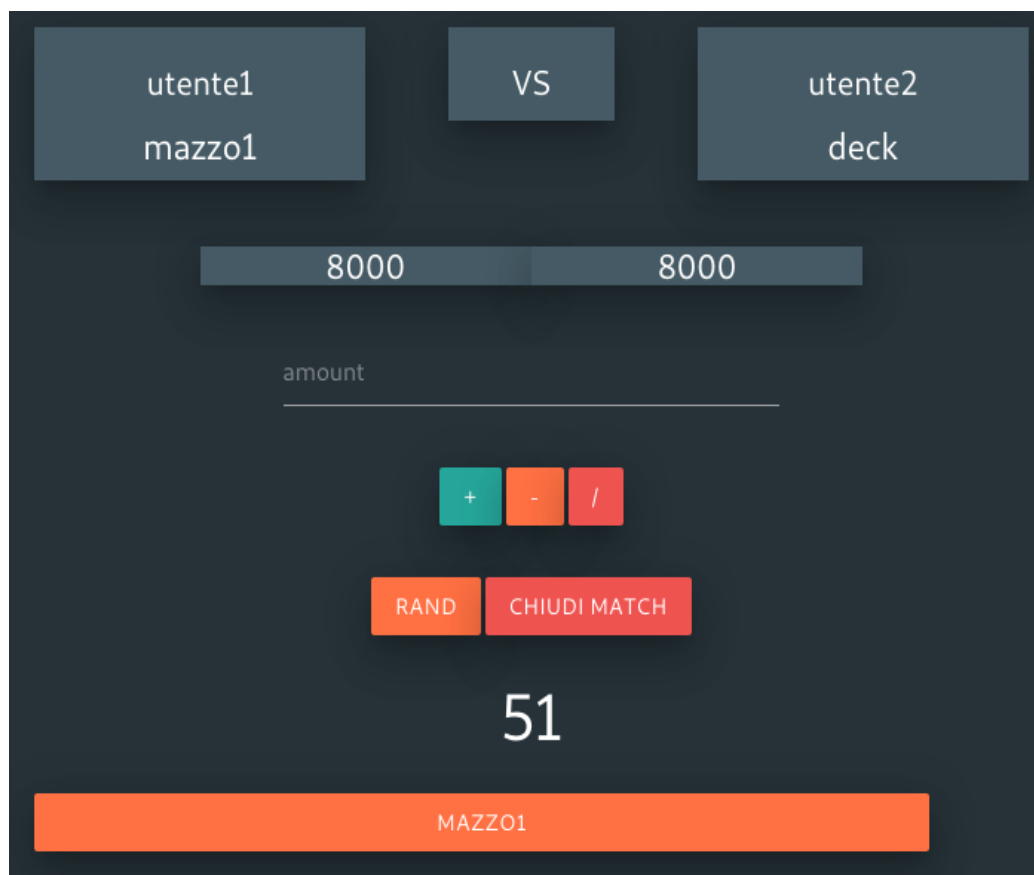 utente1 VS utente2
mazzo1 deck
8000 8000
amount
+ - /
RAND CHIUDI MATCH
51
MAZZO1